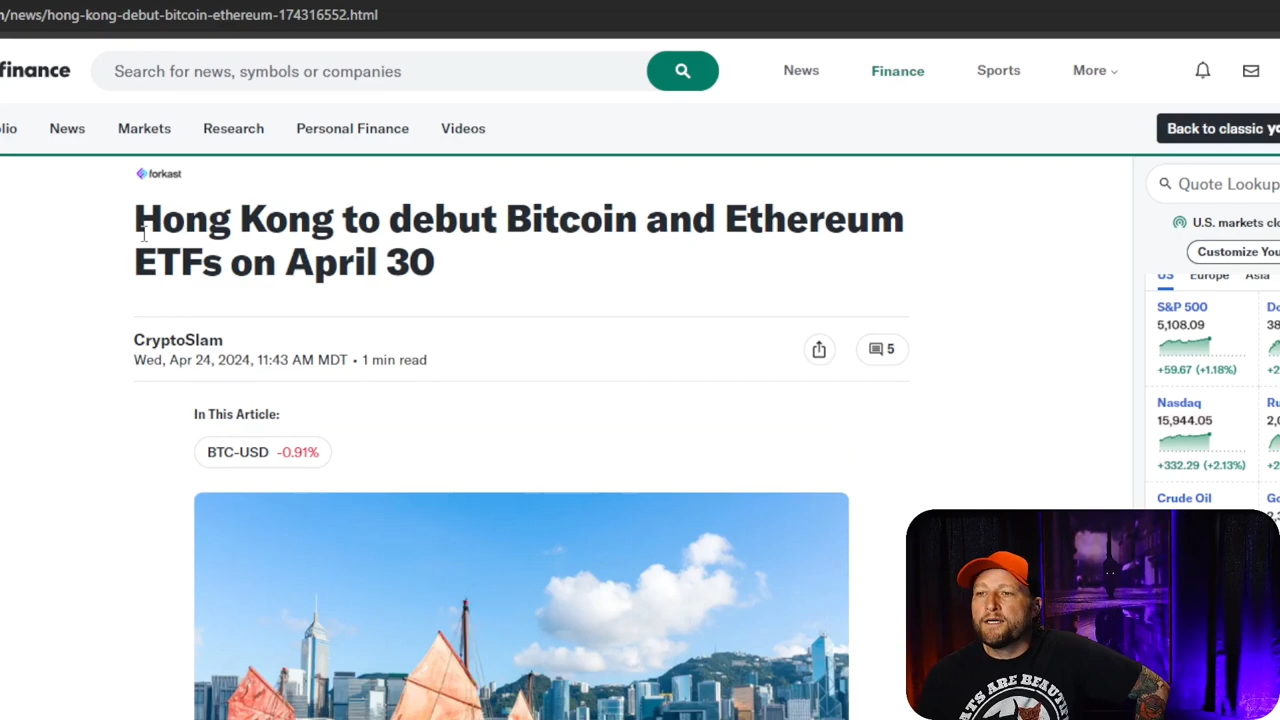 /news/hong-kong-debut-bitcoin-ethereum-174316552.html
finance
Search for news, symbols or companies
News
Finance
Sports
More
News
Markets
Research
Personal Finance
Videos
Back to classic
forkast
Hong Kong to debut Bitcoin and Ethereum
ETFs on April 30
Quote Lookup
U.S. markets
Customize
US
Europe
Asia
CryptoSlam
Wed, Apr 24, 2024, 11:43 AM MDT • 1 min read
5
In This Article:
BTC-USD -0.91%
S&P 500
5,108.09
+59.67 (+1.18%)
Nasdaq
15,944.05
+332.29 (+2.13%)
Crude Oil